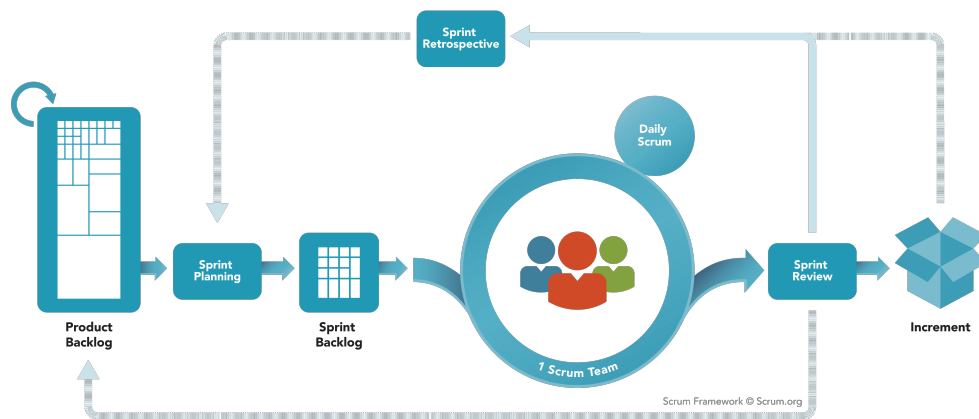 Sprint
Retrospective
Daily
Scrum
Sprint
Planning
Sprint
Review
Product
Backlog
Sprint
Backlog
Increment
1 Scrum Team
Scrum Framework © Scrum.org